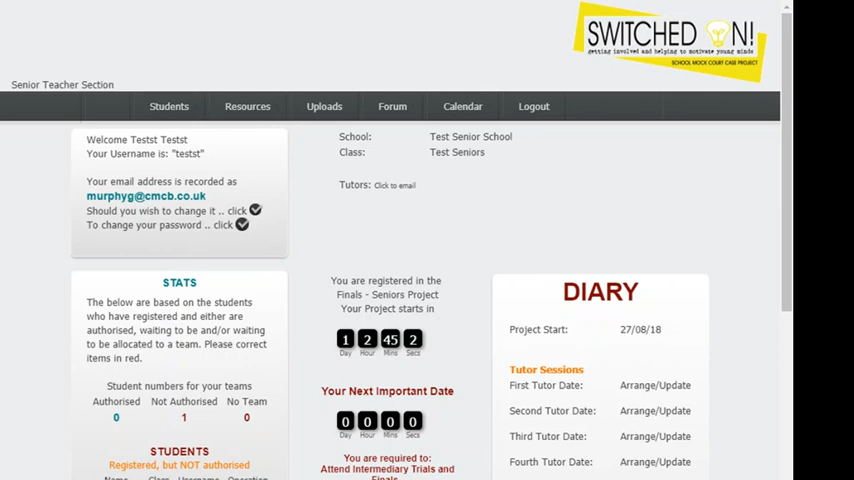 SWITCHED ON!
getting involved and helping to motivate young minds
SCHOOL MOCK COURT CASE PROJECT
Senior Teacher Section
Students Resources Uploads Forum Calendar Logout
Welcome Testst Testst
Your Username is: "testst"
Your email address is recorded as
murphyg@cmcb.co.uk
Should you wish to change it .. click
To change your password .. click
School: Test Senior School
Class: Test Seniors
Tutors: Click to email
STATS
The below are based on the students
who have registered and either are
authorised, waiting to be and/or waiting
to be allocated to a team. Please correct
items in red.
Student numbers for your teams
Authorised Not Authorised No Team
0 1 0
STUDENTS
Registered, but NOT authorised
Name Class Username Operation
You are registered in the
Finals - Seniors Project
Your Project starts in
1 2 45 2
Day Hour Mins Secs
Your Next Important Date
0 0 0 0
Day Hour Mins Secs
You are required to:
Attend Intermediary Trials and
Finals
DIARY
Project Start: 27/08/18
Tutor Sessions
First Tutor Date: Arrange/Update
Second Tutor Date: Arrange/Update
Third Tutor Date: Arrange/Update
Fourth Tutor Date: Arrange/Update